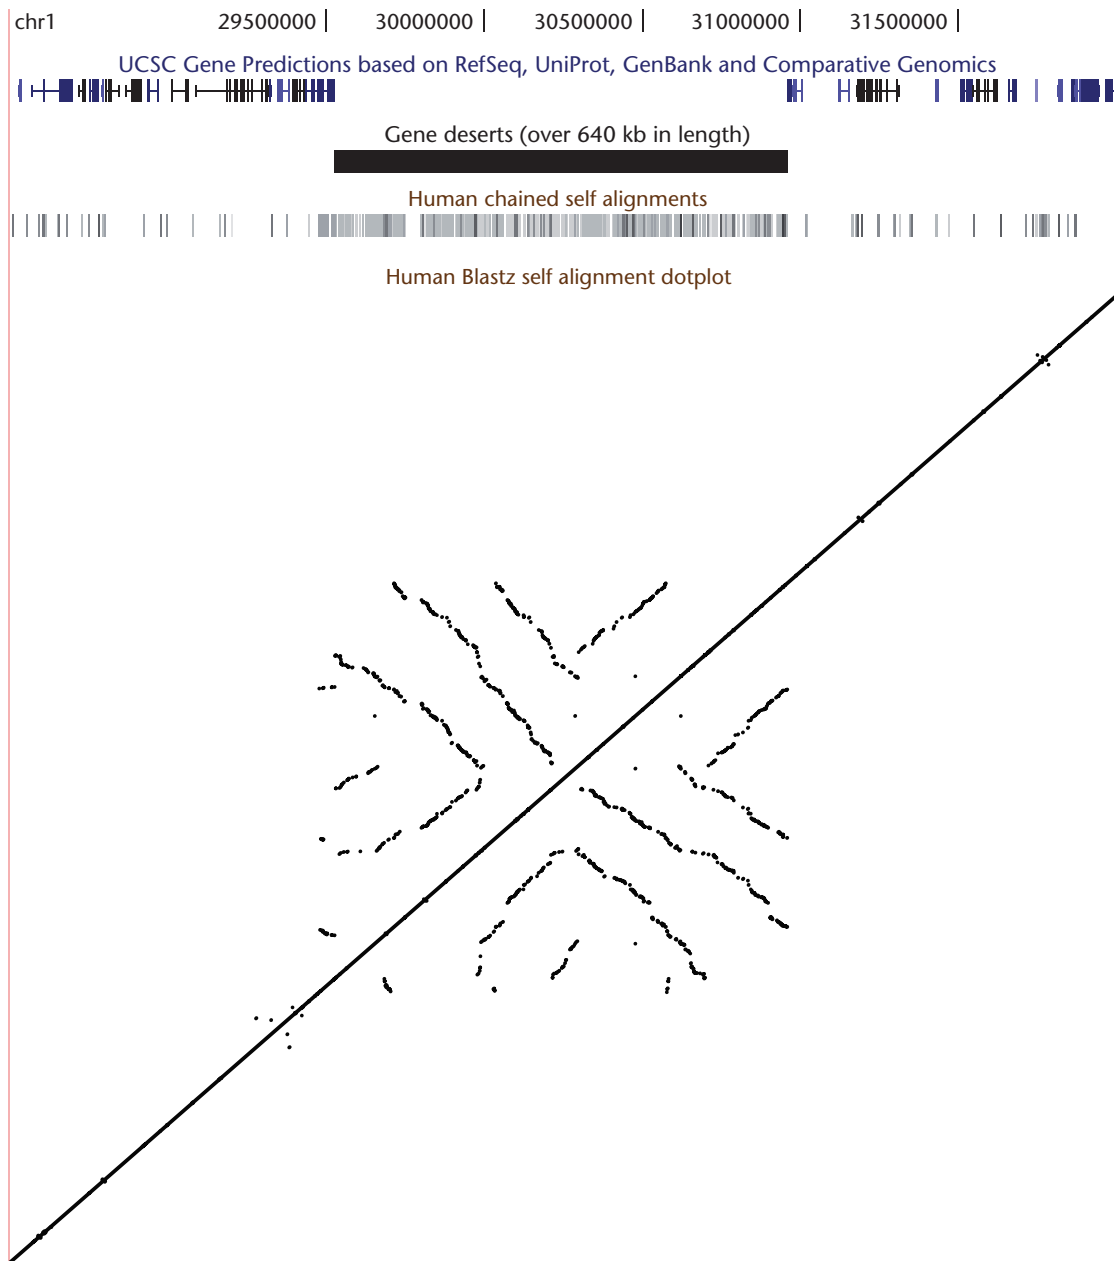 chr1 29500000 30000000 30500000 31000000 31500000
UCSC Gene Predictions based on RefSeq, UniProt, GenBank and Comparative Genomics
Gene deserts (over 640 kb in length)
Human chained self alignments
Human Blastz self alignment dotplot